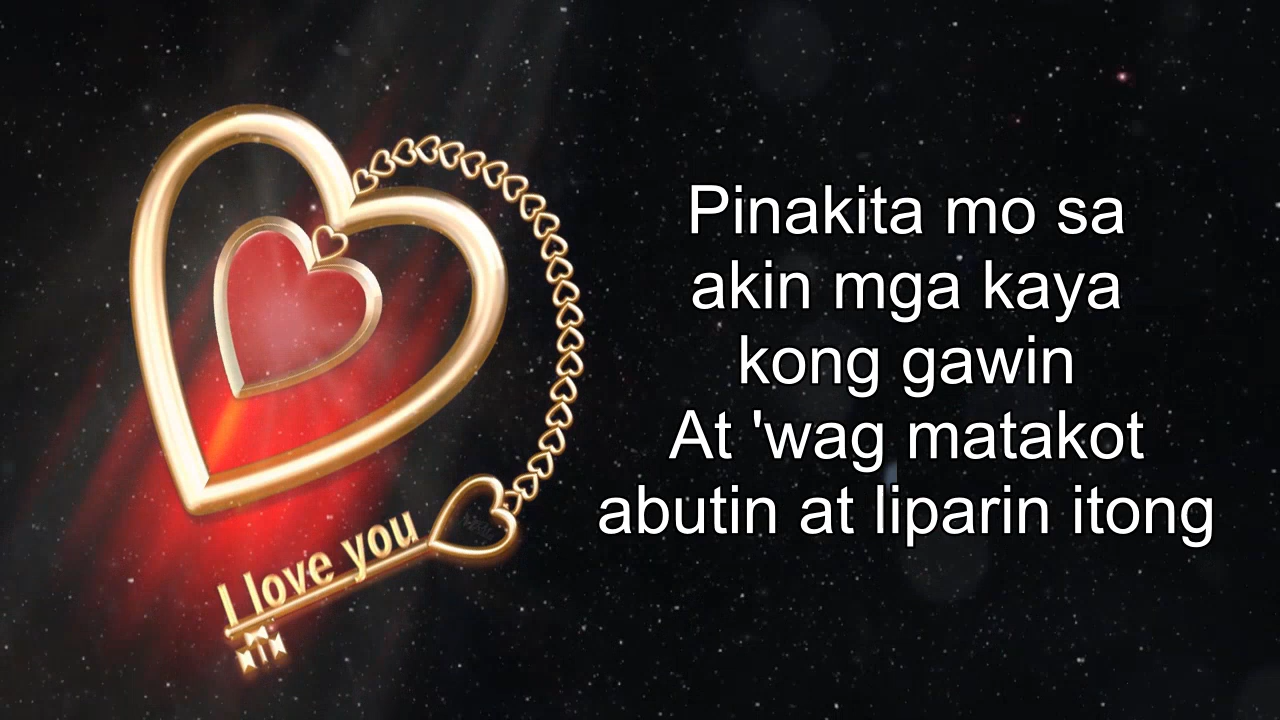 Pinakita mo sa
akin mga kaya
kong gawin
At 'wag matakot
abutin at liparin itong
I love you